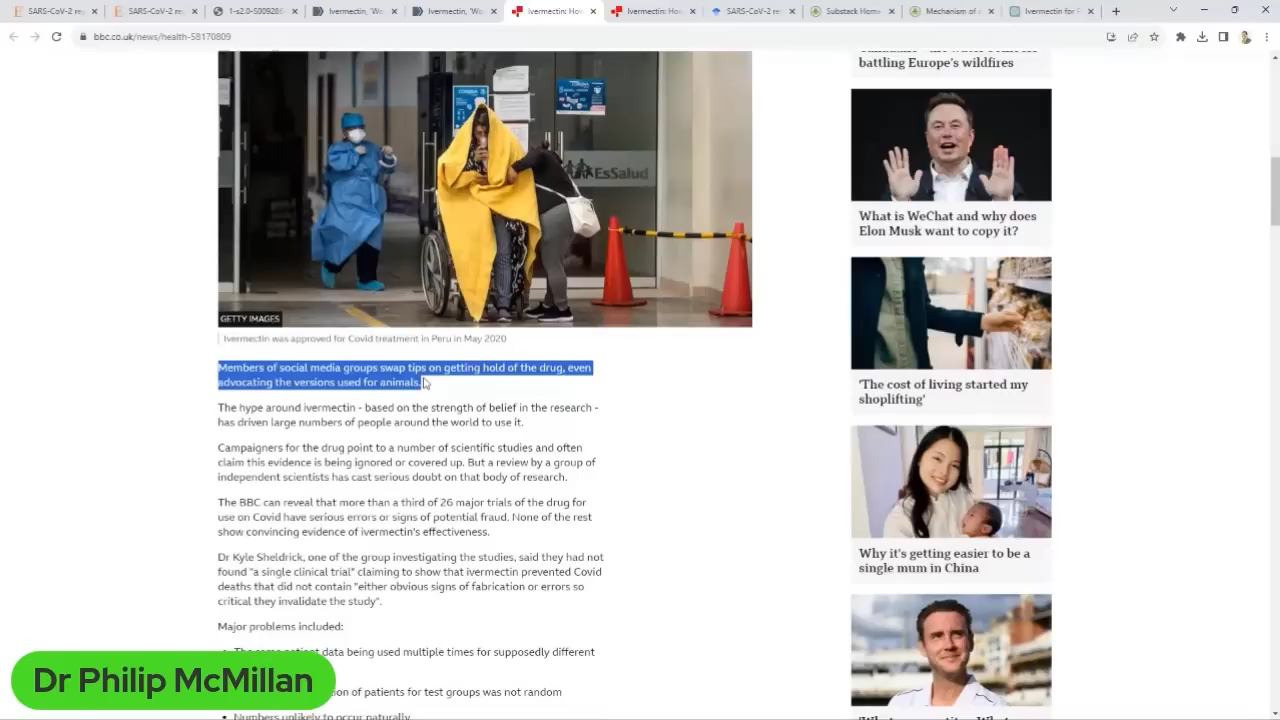 SARS-CoV-2 re
SARS-CoV-2 re
1-s2.0-S009286
Ivermectin, 'Wo
Ivermectin, 'Wo
Ivermectin: Ho
Ivermectin: Ho
SARS-CoV-2 re
Substack Home
Mechanism of
Ivermectin for
bbc.co.uk/news/health-58170809
battling Europe's wildfires
EsSalud
GETTY IMAGES
Ivermectin was approved for Covid treatment in Peru in May 2020
What is WeChat and why does
Elon Musk want to copy it?
Members of social media groups swap tips on getting hold of the drug, even
advocating the versions used for animals.
The hype around ivermectin - based on the strength of belief in the research -
has driven large numbers of people around the world to use it.
Campaigners for the drug point to a number of scientific studies and often
claim this evidence is being ignored or covered up. But a review by a group of
independent scientists has cast serious doubt on that body of research.
The BBC can reveal that more than a third of 26 major trials of the drug for
use on Covid have serious errors or signs of potential fraud. None of the rest
show convincing evidence of ivermectin's effectiveness.
Dr Kyle Sheldrick, one of the group investigating the studies, said they had not
found "a single clinical trial" claiming to show that ivermectin prevented Covid
deaths that did not contain "either obvious signs of fabrication or errors so
critical they invalidate the study".
Major problems included:
data being used multiple times for supposedly different
of patients for test groups was not random
Numbers unlikely to occur naturally
'The cost of living started my
shoplifting'
Why it's getting easier to be a
single mum in China
Dr Philip McMillan